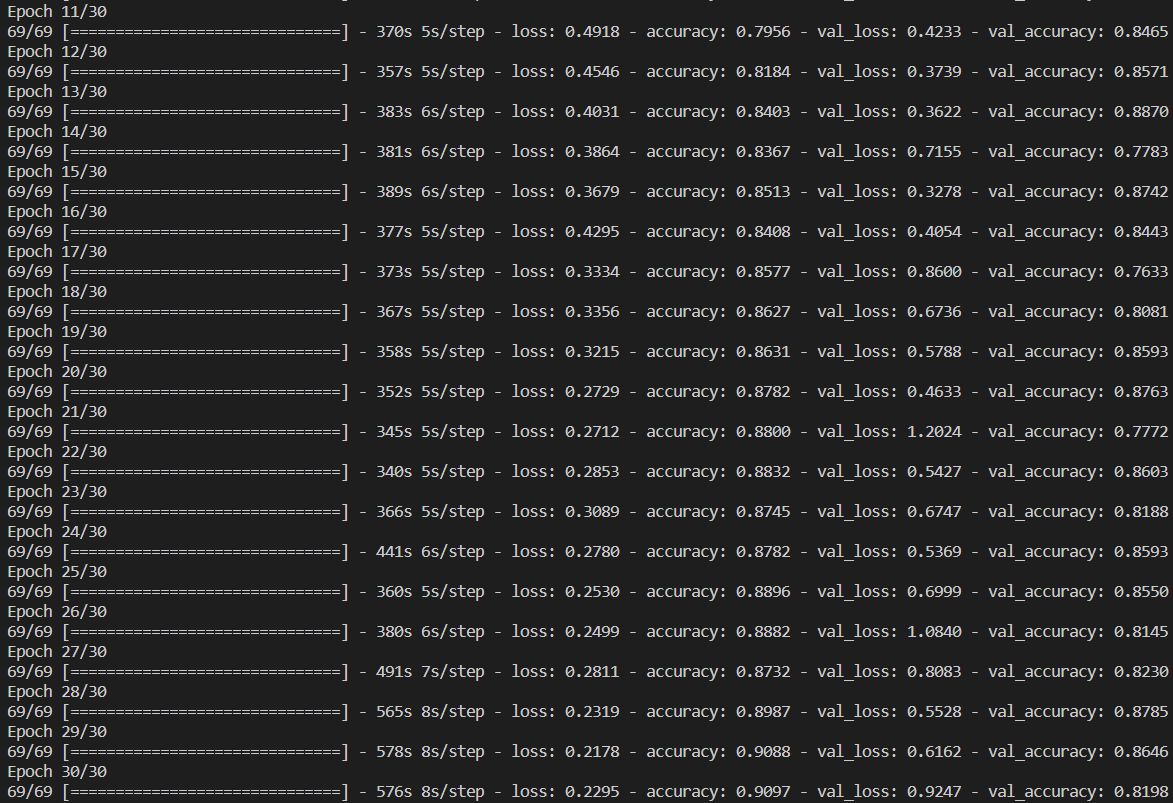 Epoch 11/30
69/69 [==============================] - 370s 5s/step - loss: 0.4918 - accuracy: 0.7956 - val_loss: 0.4233 - val_accuracy: 0.8465
Epoch 12/30
69/69 [==============================] - 357s 5s/step - loss: 0.4546 - accuracy: 0.8184 - val_loss: 0.3739 - val_accuracy: 0.8571
Epoch 13/30
69/69 [==============================] - 383s 6s/step - loss: 0.4031 - accuracy: 0.8403 - val_loss: 0.3622 - val_accuracy: 0.8870
Epoch 14/30
69/69 [==============================] - 381s 6s/step - loss: 0.3864 - accuracy: 0.8367 - val_loss: 0.7155 - val_accuracy: 0.7783
Epoch 15/30
69/69 [==============================] - 389s 6s/step - loss: 0.3679 - accuracy: 0.8513 - val_loss: 0.3278 - val_accuracy: 0.8742
Epoch 16/30
69/69 [==============================] - 377s 5s/step - loss: 0.4295 - accuracy: 0.8408 - val_loss: 0.4054 - val_accuracy: 0.8443
Epoch 17/30
69/69 [==============================] - 373s 5s/step - loss: 0.3334 - accuracy: 0.8577 - val_loss: 0.8600 - val_accuracy: 0.7633
Epoch 18/30
69/69 [==============================] - 367s 5s/step - loss: 0.3356 - accuracy: 0.8627 - val_loss: 0.6736 - val_accuracy: 0.8081
Epoch 19/30
69/69 [==============================] - 358s 5s/step - loss: 0.3215 - accuracy: 0.8631 - val_loss: 0.5788 - val_accuracy: 0.8593
Epoch 20/30
69/69 [==============================] - 352s 5s/step - loss: 0.2729 - accuracy: 0.8782 - val_loss: 0.4633 - val_accuracy: 0.8763
Epoch 21/30
69/69 [==============================] - 345s 5s/step - loss: 0.2712 - accuracy: 0.8800 - val_loss: 1.2024 - val_accuracy: 0.7772
Epoch 22/30
69/69 [==============================] - 340s 5s/step - loss: 0.2853 - accuracy: 0.8832 - val_loss: 0.5427 - val_accuracy: 0.8603
Epoch 23/30
69/69 [==============================] - 366s 5s/step - loss: 0.3089 - accuracy: 0.8745 - val_loss: 0.6747 - val_accuracy: 0.8188
Epoch 24/30
69/69 [==============================] - 441s 6s/step - loss: 0.2780 - accuracy: 0.8782 - val_loss: 0.5369 - val_accuracy: 0.8593
Epoch 25/30
69/69 [==============================] - 360s 5s/step - loss: 0.2530 - accuracy: 0.8896 - val_loss: 0.6999 - val_accuracy: 0.8550
Epoch 26/30
69/69 [==============================] - 380s 6s/step - loss: 0.2499 - accuracy: 0.8882 - val_loss: 1.0840 - val_accuracy: 0.8145
Epoch 27/30
69/69 [==============================] - 491s 7s/step - loss: 0.2811 - accuracy: 0.8732 - val_loss: 0.8083 - val_accuracy: 0.8230
Epoch 28/30
69/69 [==============================] - 565s 8s/step - loss: 0.2319 - accuracy: 0.8987 - val_loss: 0.5528 - val_accuracy: 0.8785
Epoch 29/30
69/69 [==============================] - 578s 8s/step - loss: 0.2178 - accuracy: 0.9088 - val_loss: 0.6162 - val_accuracy: 0.8646
Epoch 30/30
69/69 [==============================] - 576s 8s/step - loss: 0.2295 - accuracy: 0.9097 - val_loss: 0.9247 - val_accuracy: 0.8198